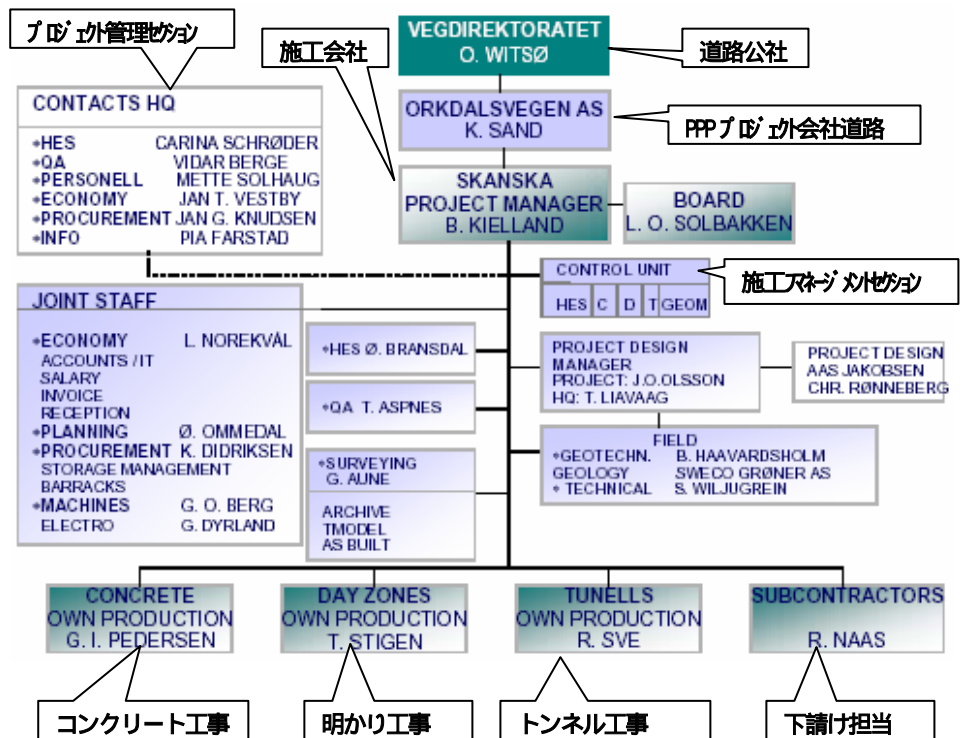 プロジェクト管理セクション
施工会社
VEGDIREKTORATET
O. WITSØ
道路公社
CONTACTS HQ
•HES CARINA SCHRØDER
•QA VIDAR BERGE
•PERSONELL METTE SOLHAUG
•ECONOMY JAN T. VESTBY
•PROCUREMENT JAN G. KNUDSEN
•INFO PIA FARSTAD
ORKDALSVEGEN AS
K. SAND
PPPプロジェクト会社道路
SKANSKA
PROJECT MANAGER
B. KIELLAND
BOARD
L. O. SOLBAKKEN
CONTROL UNIT
HES C D T GEOM
施工マネージメントセクション
JOINT STAFF
•ECONOMY L. NOREKVÅL
ACCOUNTS / IT
SALARY
INVOICE
RECEPTION
•PLANNING Ø. OMMEDAL
•PROCUREMENT K. DIDRIKSEN
STORAGE MANAGEMENT
BARRACKS
•MACHINES G. O. BERG
ELECTRO G. DYRLAND
•HES Ø. BRANSDAL
•QA T. ASPNES
•SURVEYING
G. AUNE
ARCHIVE
TMODEL
AS BUILT
PROJECT DESIGN
MANAGER
PROJECT: J.O.OLSSON
HQ: T. LIAVAAG
PROJECT DESIGN
AAS JAKOBSEN
CHR. RØNNEBERG
FIELD
•GEOTECHN. B. HAAVARDSHOLM
GEOLOGY SWECO GRØNER AS
• TECHNICAL S. WILJUGREIN
CONCRETE
OWN PRODUCTION
G. I. PEDERSEN
DAY ZONES
OWN PRODUCTION
T. STIGEN
TUNELLS
OWN PRODUCTION
R. SVE
SUBCONTRACTORS
R. NAAS
コンクリート工事
明かり工事
トンネル工事
下請け担当